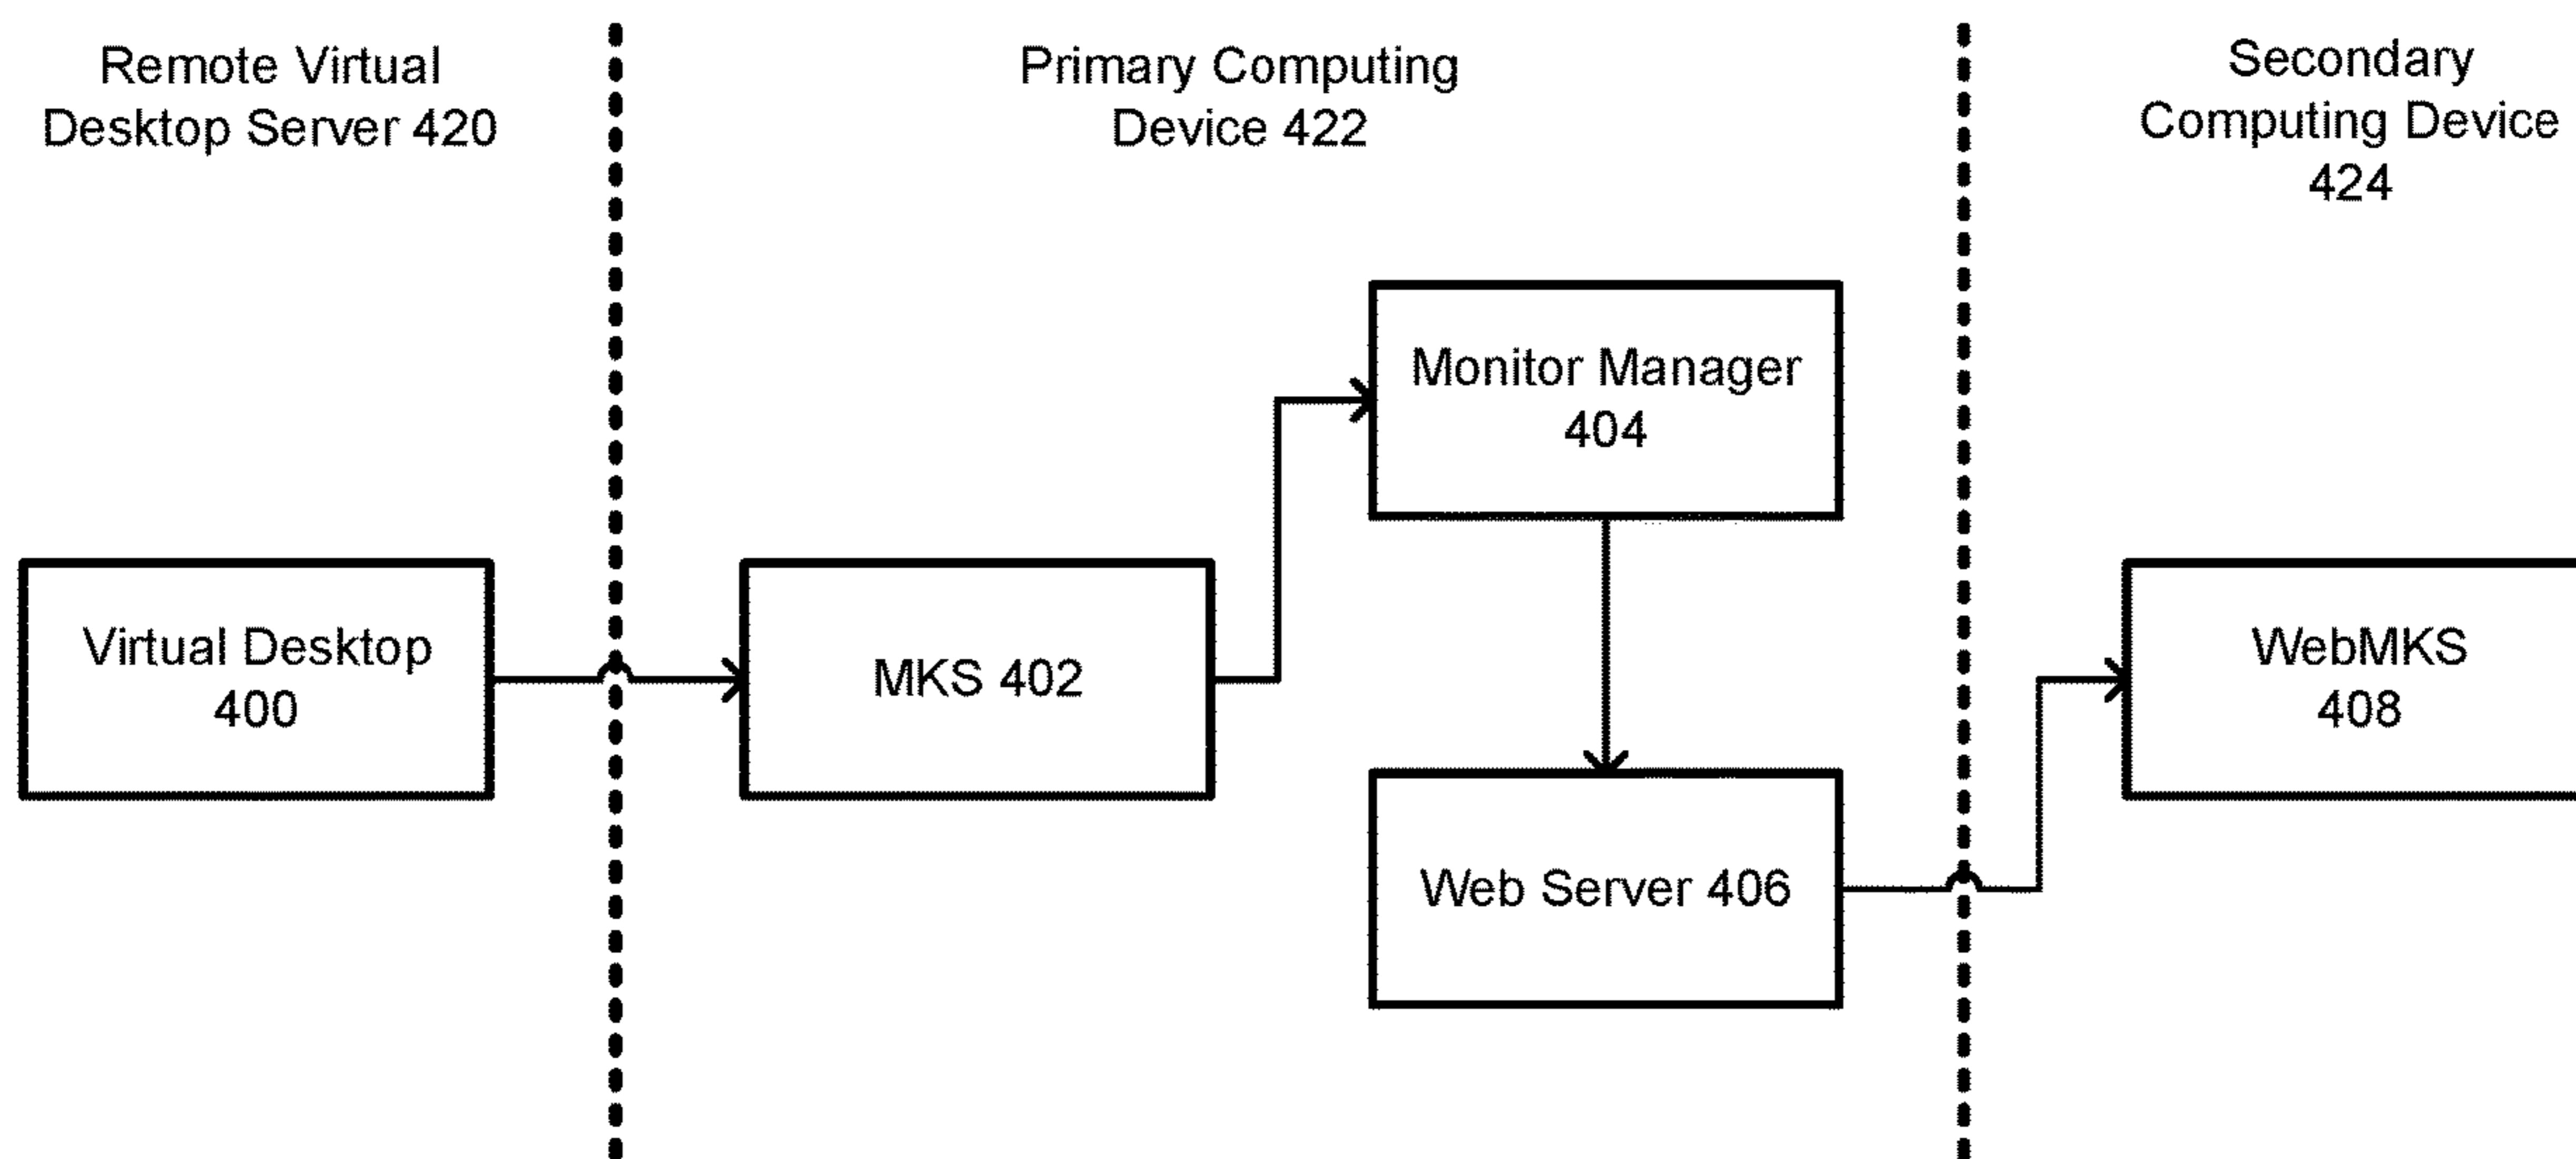 Remote Virtual
Desktop Server 420
Primary Computing
Device 422
Secondary
Computing Device
424
Monitor Manager
404
Virtual Desktop
400
MKS 402
WebMKS
408
Web Server 406